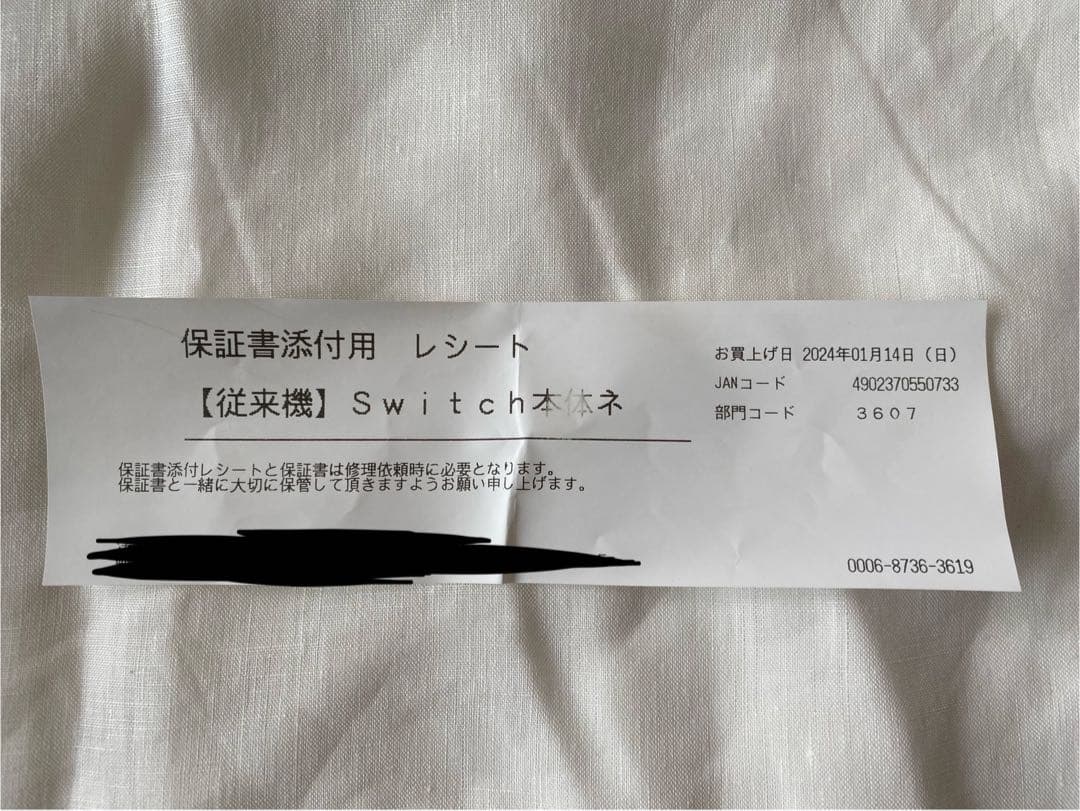 保証書添付用　レシート
【従来機】Ｓｗｉｔｃｈ本体ネ
お買上げ日 2024年01月14日（日）
JANコード 4902370550733
部門コード ３６０７
保証書添付レシートと保証書は修理依頼時に必要となります。
保証書と一緒に大切に保管して頂きますようお願い申し上げます。
0006-8736-3619